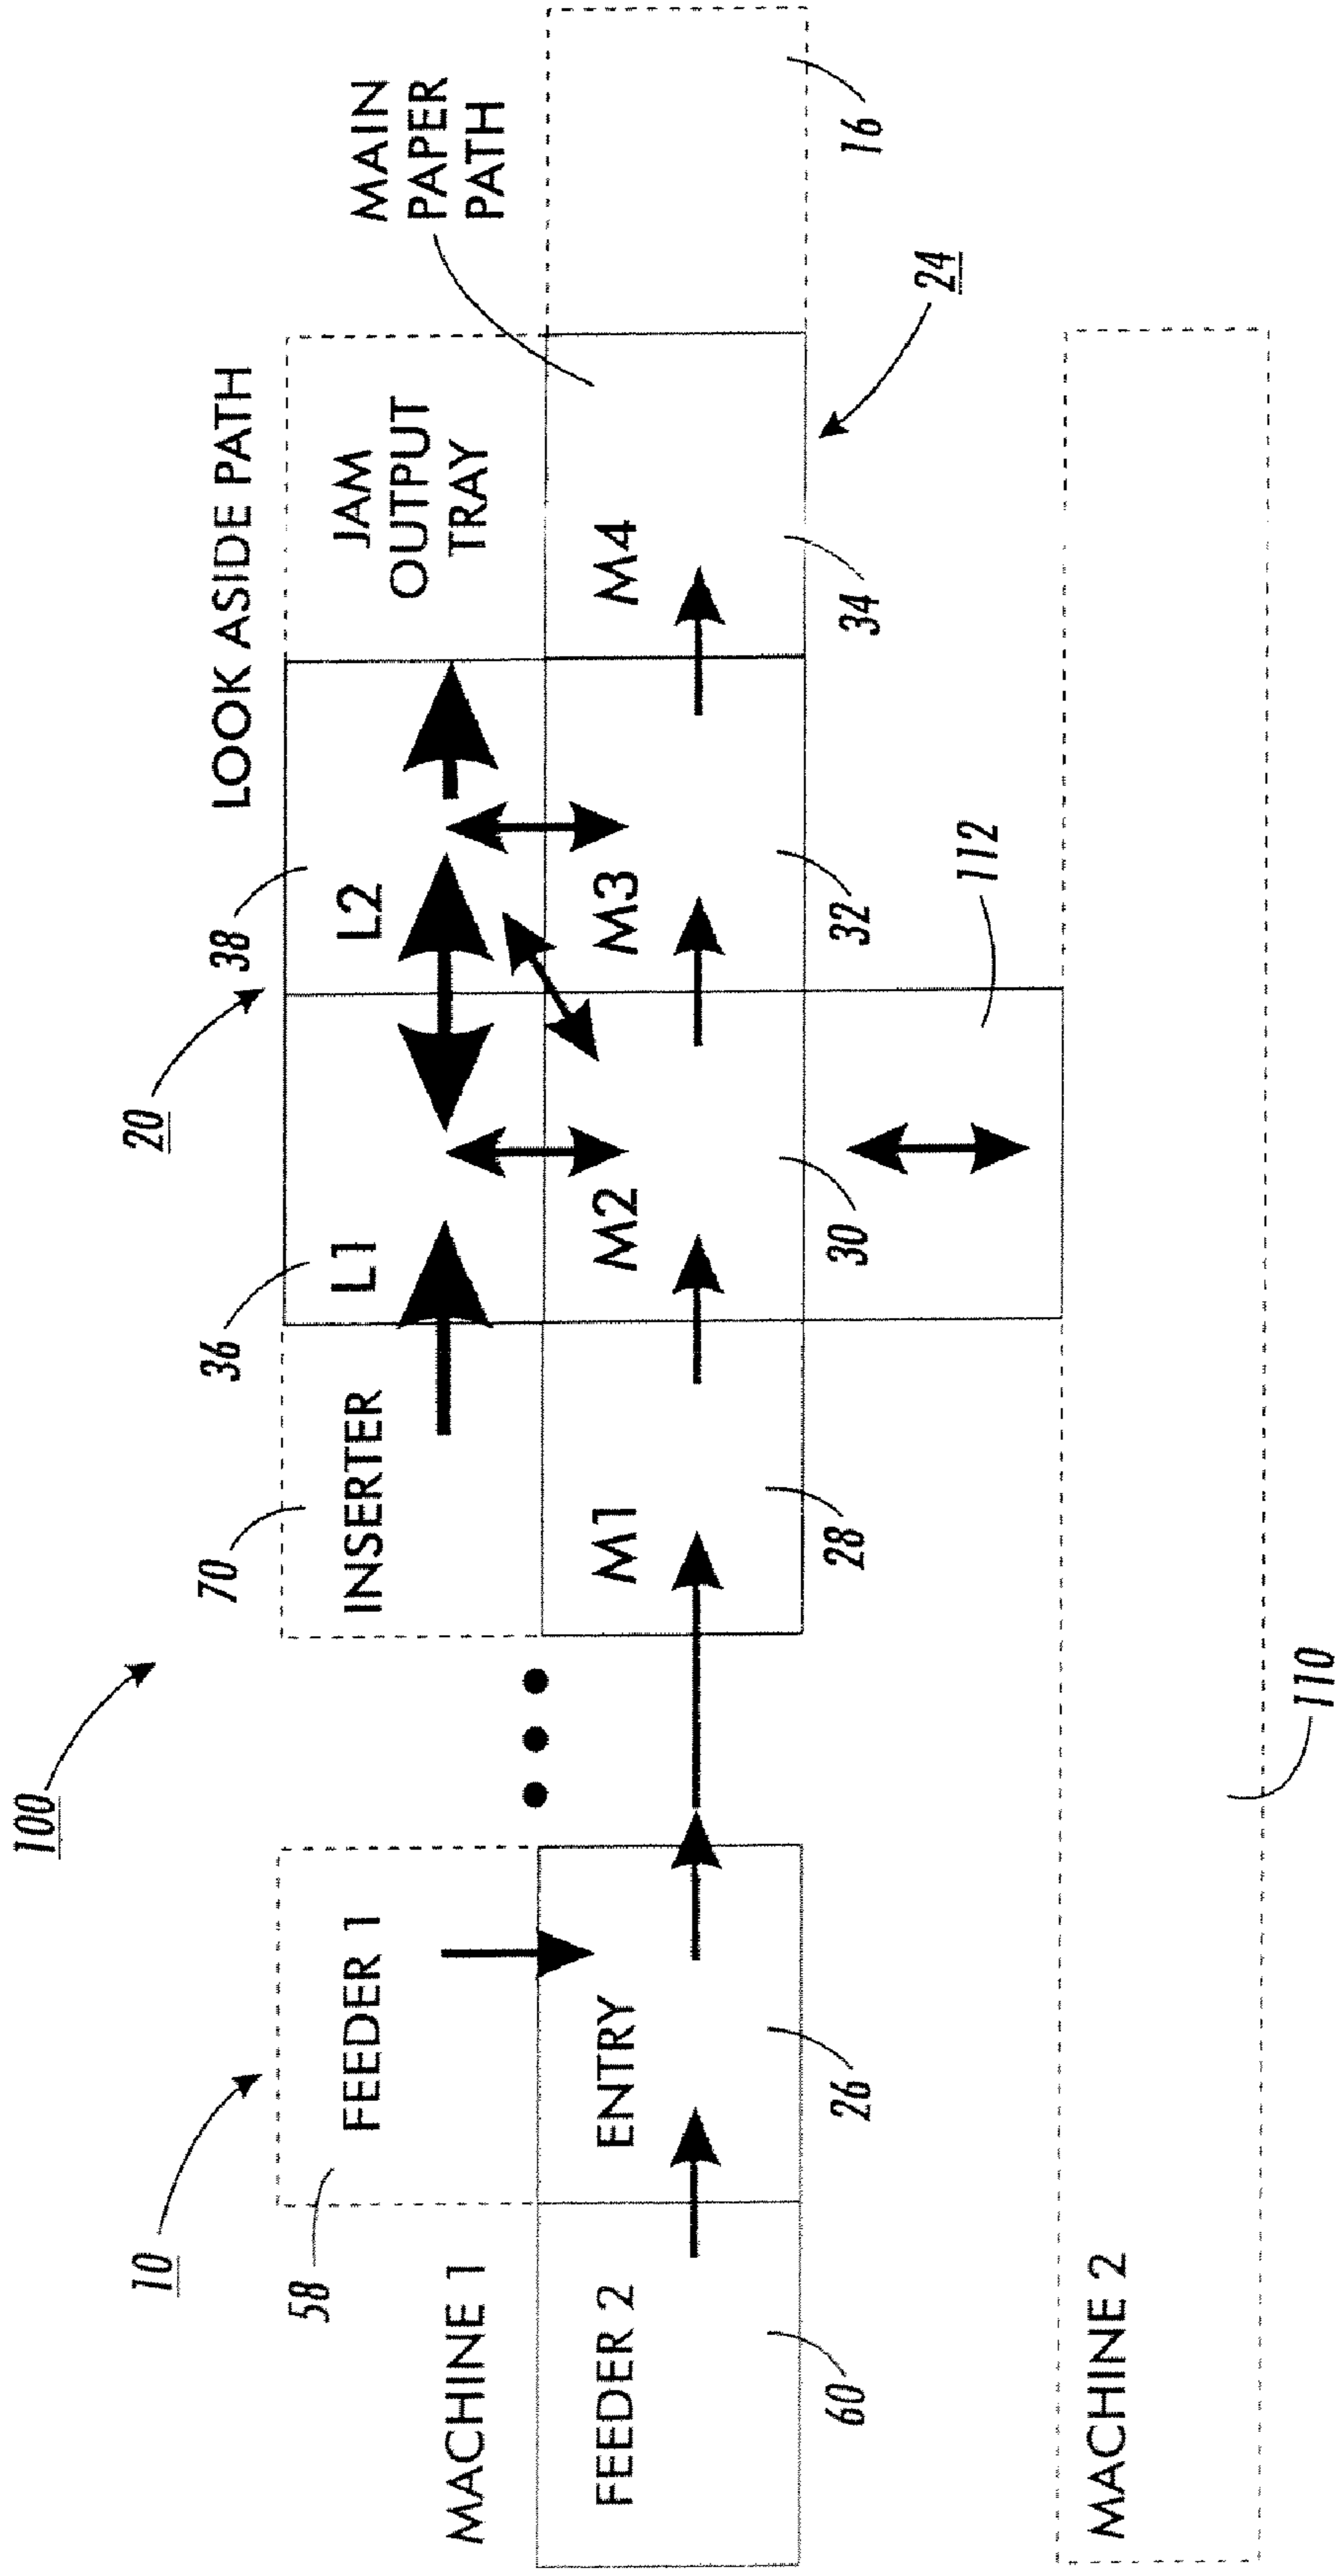 100
10
20
LOOK ASIDE PATH
MAIN
PAPER
PATH
58
FEEDER 1
70
INSERTER
36
L1
38
L2
JAM
OUTPUT
TRAY
MACHINE 1
FEEDER 2
ENTRY
M1
M2
M3
M4
60
26
28
30
32
34
24
16
112
MACHINE 2
110